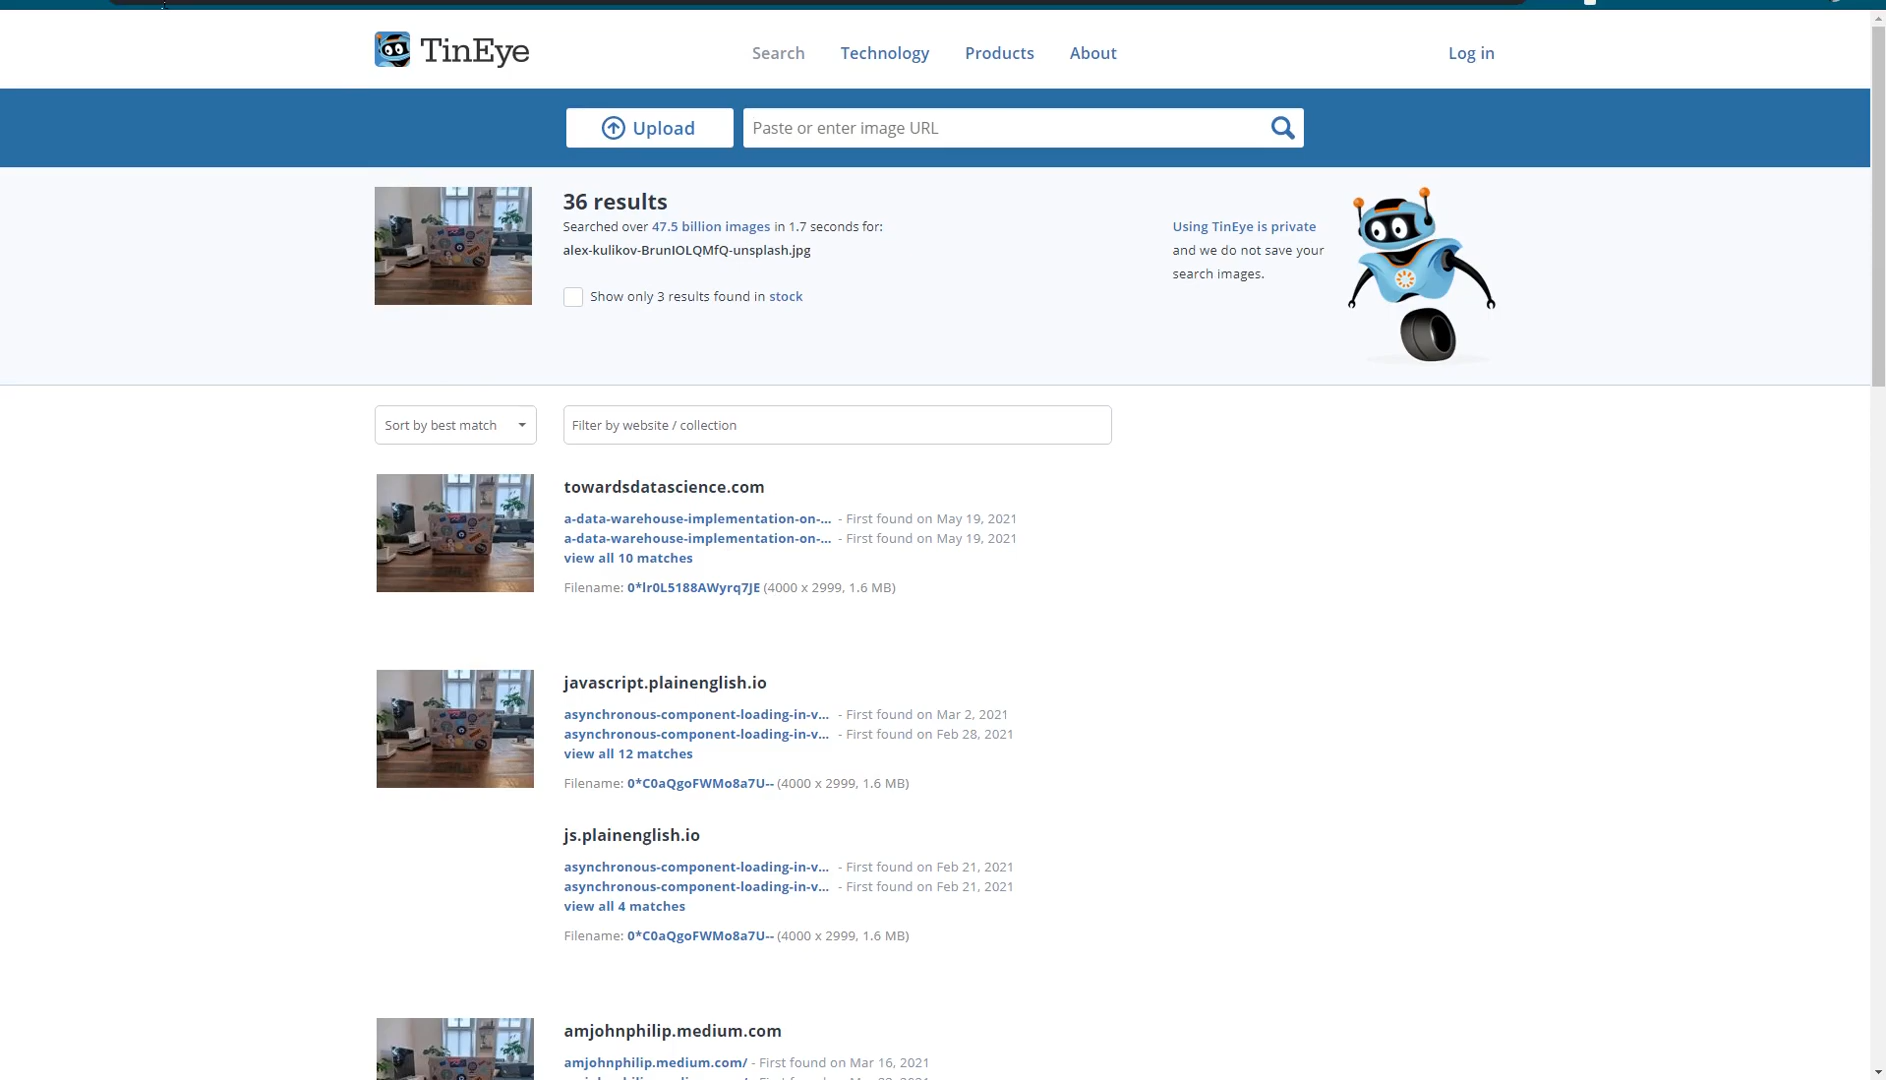 TinEye
Search
Technology
Products
About
Log in
Upload
Paste or enter image URL
36 results
Searched over 47.5 billion images in 1.7 seconds for:
alex-kulikov-BrunIOLQMfQ-unsplash.jpg
Show only 3 results found in stock
Using TinEye is private
and we do not save your
search images.
Sort by best match
Filter by website / collection
towardsdatascience.com
a-data-warehouse-implementation-on-... - First found on May 19, 2021
a-data-warehouse-implementation-on-... - First found on May 19, 2021
view all 10 matches
Filename: 0*lr0L5188AWyrq7JE (4000 x 2999, 1.6 MB)
javascript.plainenglish.io
asynchronous-component-loading-in-v... - First found on Mar 2, 2021
asynchronous-component-loading-in-v... - First found on Feb 28, 2021
view all 12 matches
Filename: 0*C0aQgoFWMo8a7U-- (4000 x 2999, 1.6 MB)
js.plainenglish.io
asynchronous-component-loading-in-v... - First found on Feb 21, 2021
asynchronous-component-loading-in-v... - First found on Feb 21, 2021
view all 4 matches
Filename: 0*C0aQgoFWMo8a7U-- (4000 x 2999, 1.6 MB)
amjohnphilip.medium.com
amjohnphilip.medium.com/ - First found on Mar 16, 2021